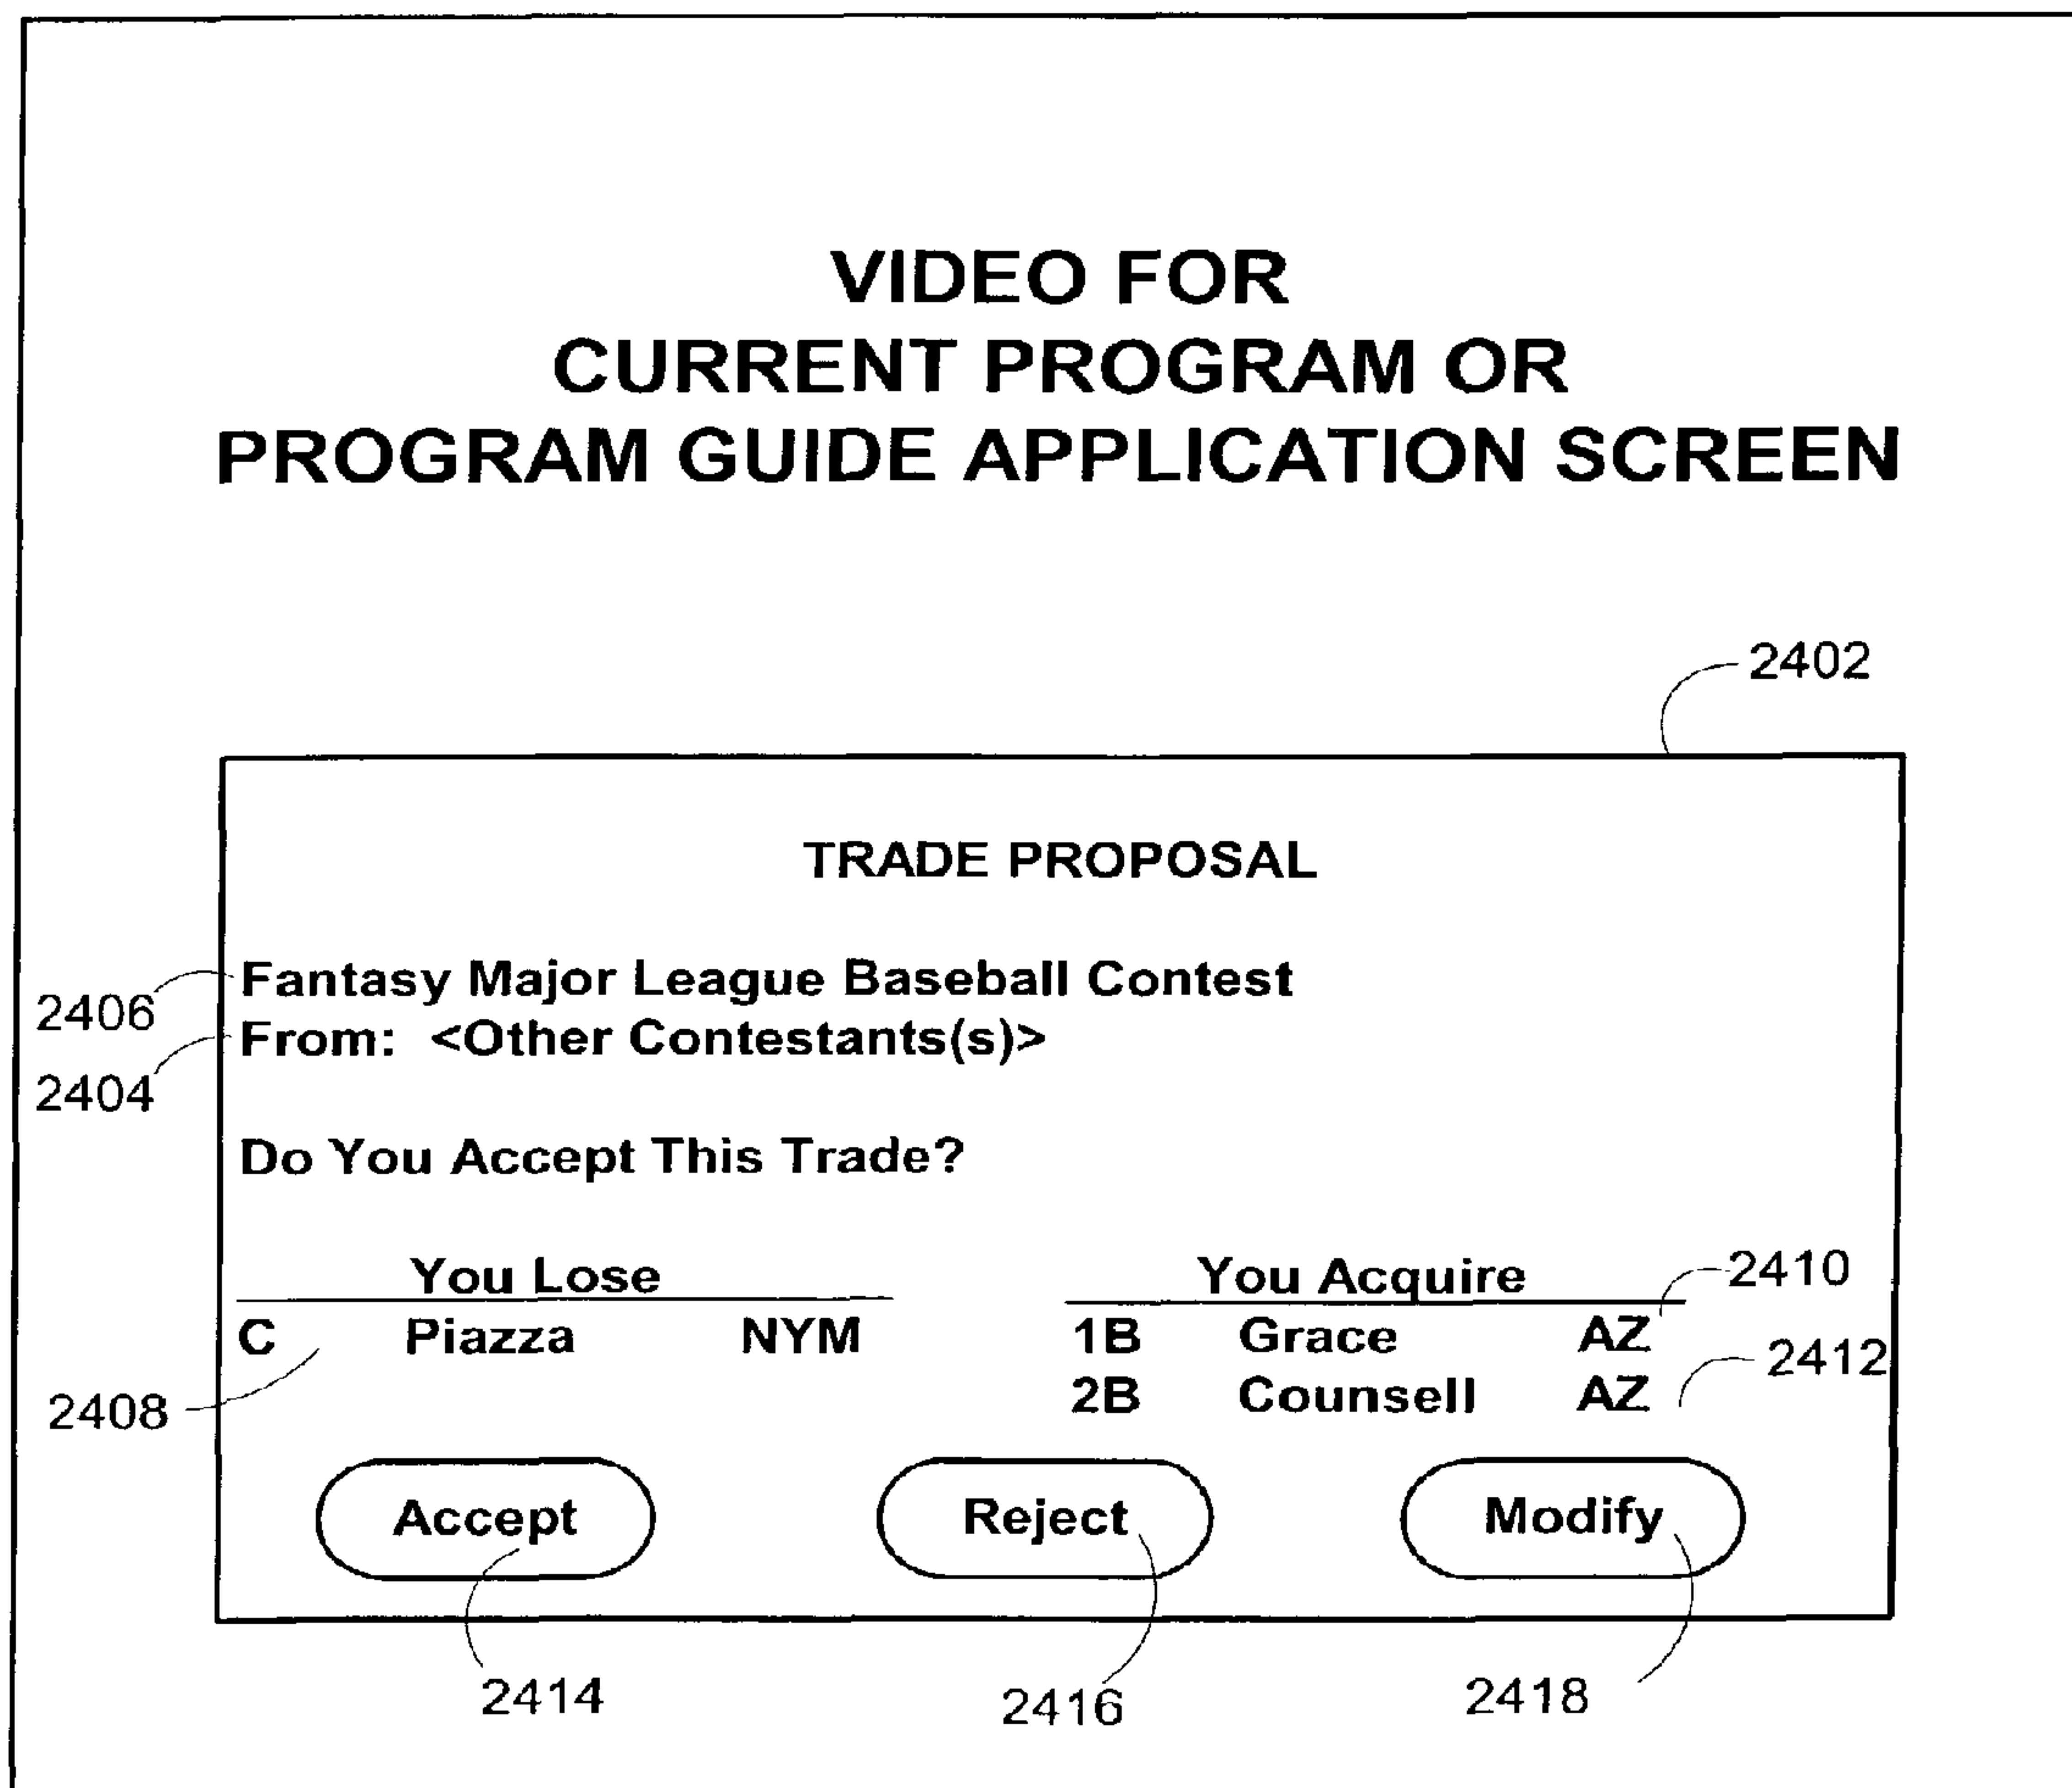 VIDEO FOR
CURRENT PROGRAM OR
PROGRAM GUIDE APPLICATION SCREEN
2402
TRADE PROPOSAL
2406
Fantasy Major League Baseball Contest
2404
From: <Other Contestants(s)>
Do You Accept This Trade?
You Lose You Acquire 2410
C Piazza NYM 1B Grace AZ 2412
2408 2B Counsell AZ
Accept Reject Modify
2414 2416 2418